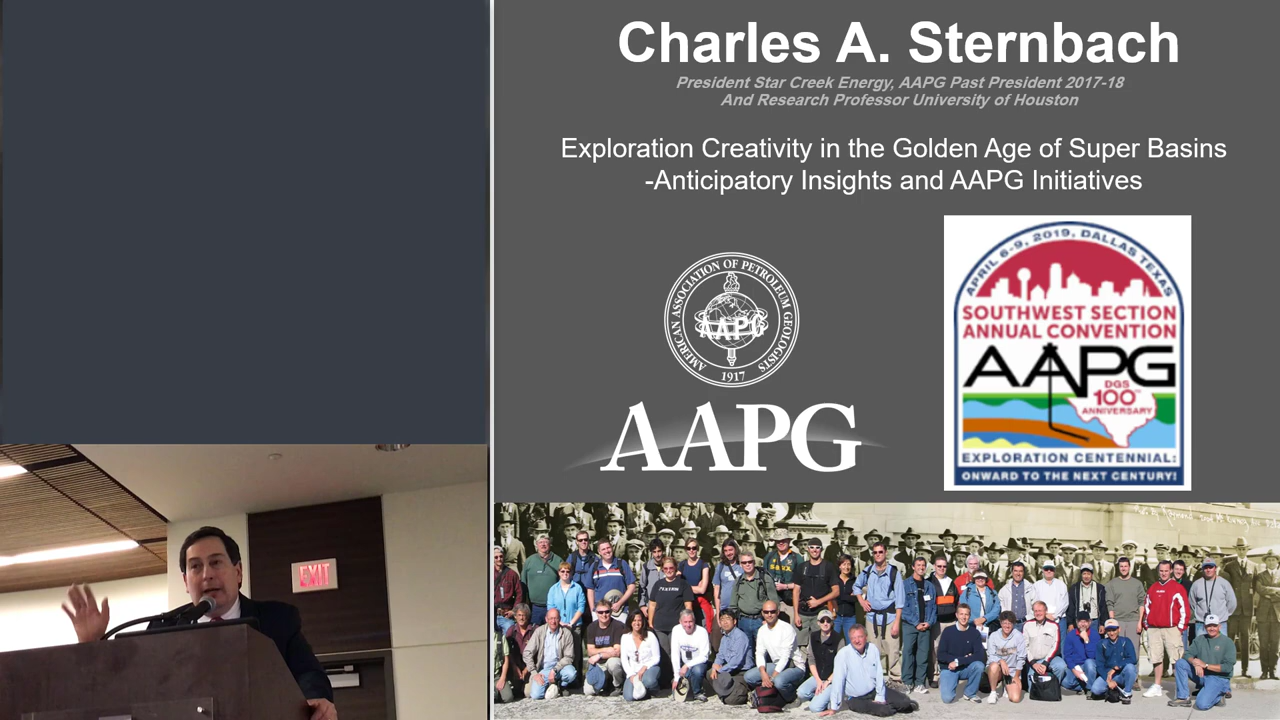 Charles A. Sternbach
President Star Creek Energy, AAPG Past President 2017-18
And Research Professor University of Houston
Exploration Creativity in the Golden Age of Super Basins
-Anticipatory Insights and AAPG Initiatives
AMERICAN ASSOCIATION OF PETROLEUM GEOLOGISTS
AAPG
1917
AAPG
APRIL 6-9, 2019, DALLAS TEXAS
SOUTHWEST SECTION
ANNUAL CONVENTION
AAPG
DGS
100
ANNIVERSARY
EXPLORATION CENTENNIAL:
ONWARD TO THE NEXT CENTURY!
EXIT